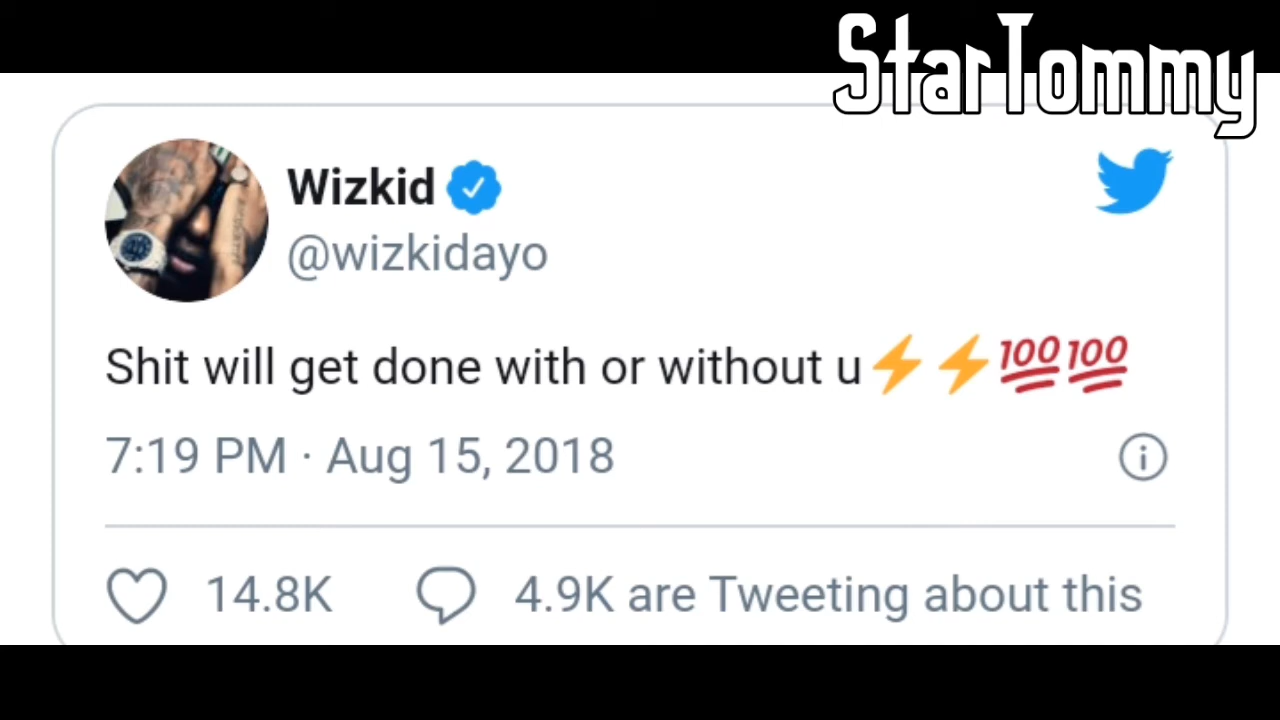 StarTommy
Wizkid
@wizkidayo
Shit will get done with or without u⚡⚡💯💯
7:19 PM · Aug 15, 2018
14.8K 4.9K are Tweeting about this